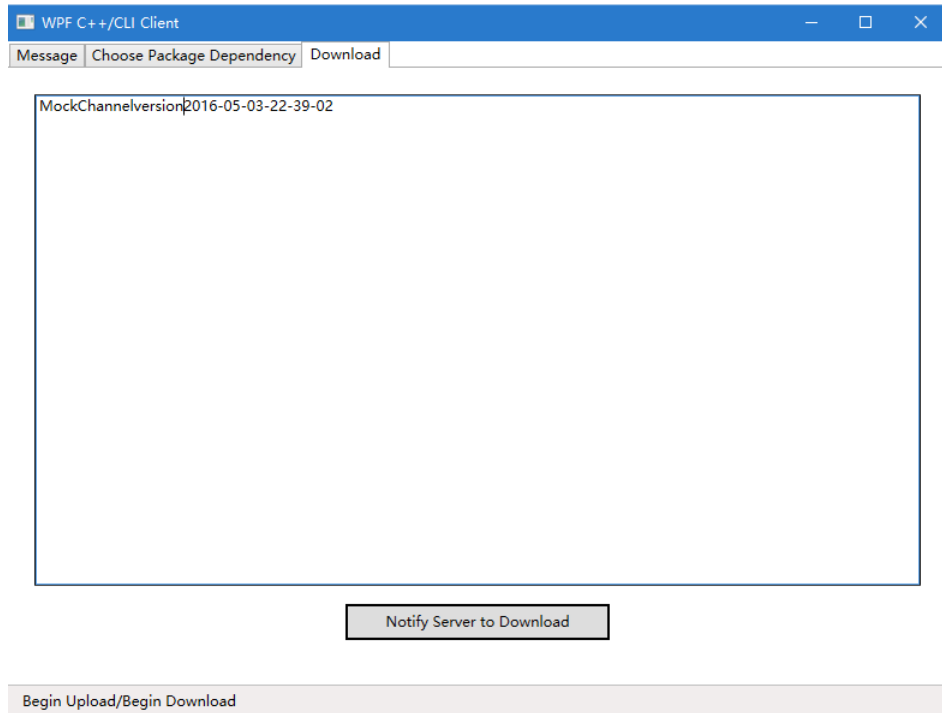 WPF C++/CLI Client
Message Choose Package Dependency Download
MockChannelversion2016-05-03-22-39-02
Notify Server to Download
Begin Upload/Begin Download